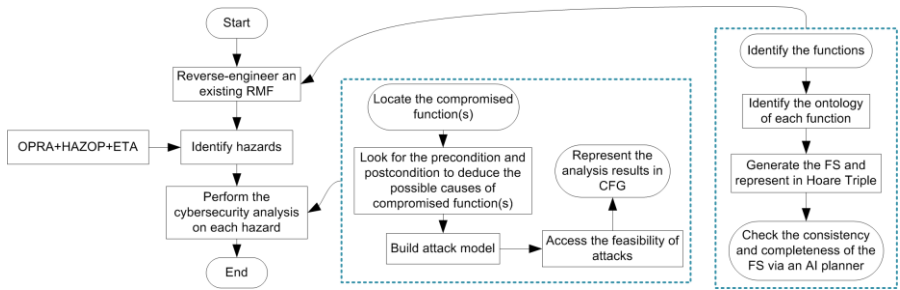 Start
Reverse-engineer an
existing RMF
OPRA+HAZOP+ETA
Identify hazards
Perform the
cybersecurity analysis
on each hazard
End
Locate the compromised
function(s)
Look for the precondition and
postcondition to deduce the
possible causes of
compromised function(s)
Build attack model
Access the feasibility of
attacks
Represent the
analysis results in
CFG
Identify the functions
Identify the ontology
of each function
Generate the FS and
represent in Hoare Triple
Check the consistency
and completeness of the
FS via an AI planner